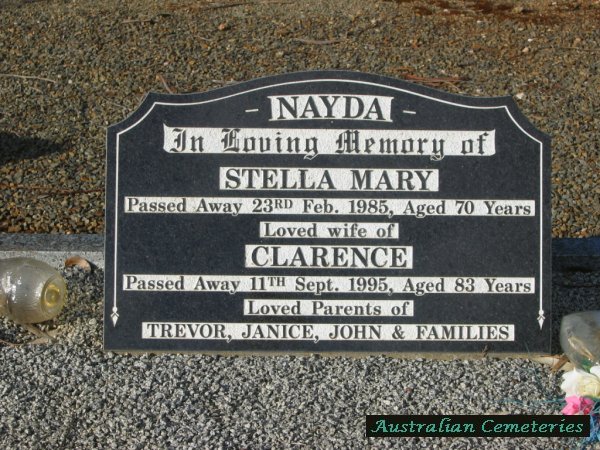 - NAYDA -
In Loving Memory of
STELLA MARY
Passed Away 23RD Feb. 1985, Aged 70 Years
Loved wife of
CLARENCE
Passed Away 11TH Sept. 1995, Aged 83 Years
Loved Parents of
TREVOR, JANICE, JOHN & FAMILIES
Australian Cemeteries